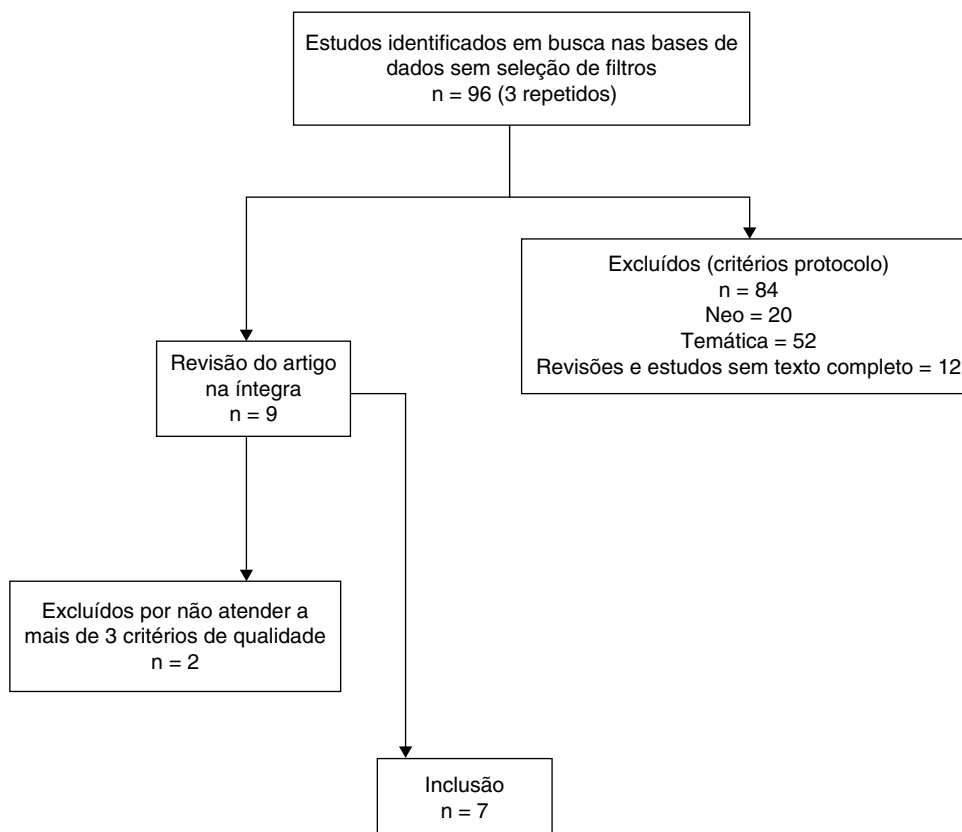 Estudos identificados em busca nas bases de
dados sem seleção de filtros
n = 96 (3 repetidos)
Excluídos (critérios protocolo)
n = 84
Neo = 20
Temática = 52
Revisões e estudos sem texto completo = 12
Revisão do artigo
na íntegra
n = 9
Excluídos por não atender a
mais de 3 critérios de qualidade
n = 2
Inclusão
n = 7